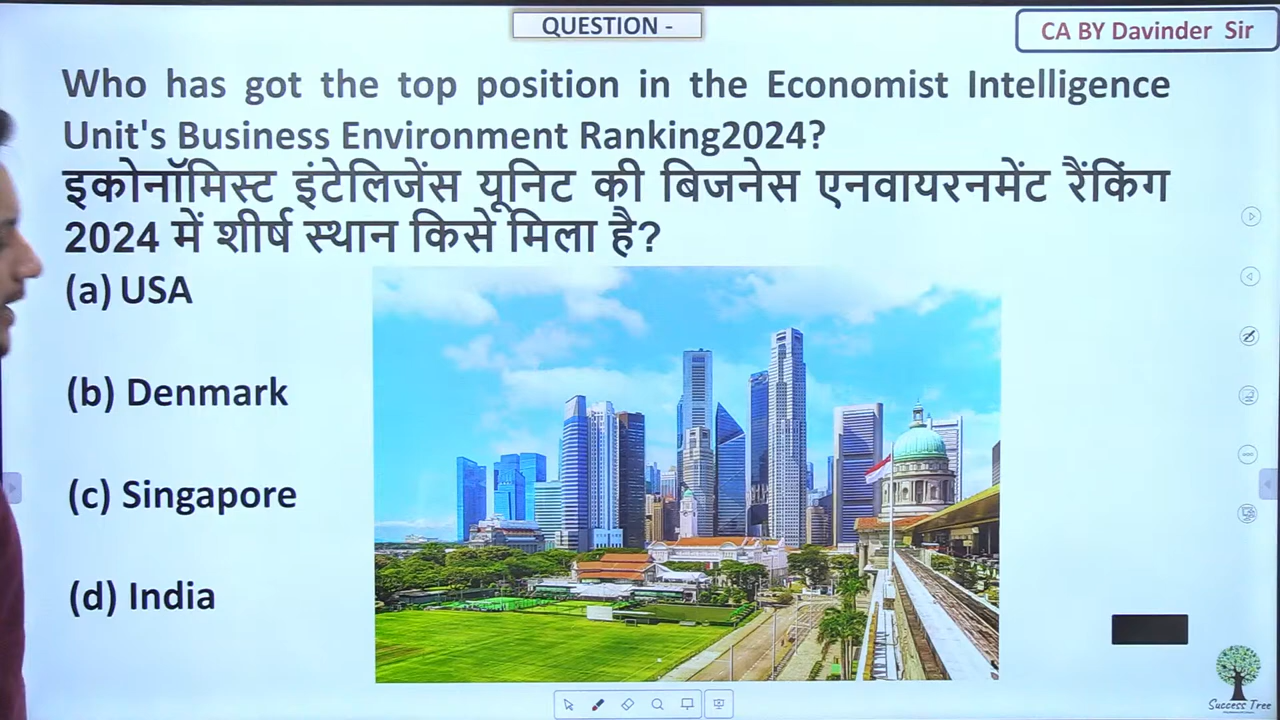 QUESTION -
CA BY Davinder Sir
Who has got the top position in the Economist Intelligence
Unit's Business Environment Ranking2024?
इकोनॉमिस्ट इंटेलिजेंस यूनिट की बिजनेस एनवायरनमेंट रैंकिंग
2024 में शीर्ष स्थान किसे मिला है?
(a) USA
(b) Denmark
(c) Singapore
(d) India
Success Tree